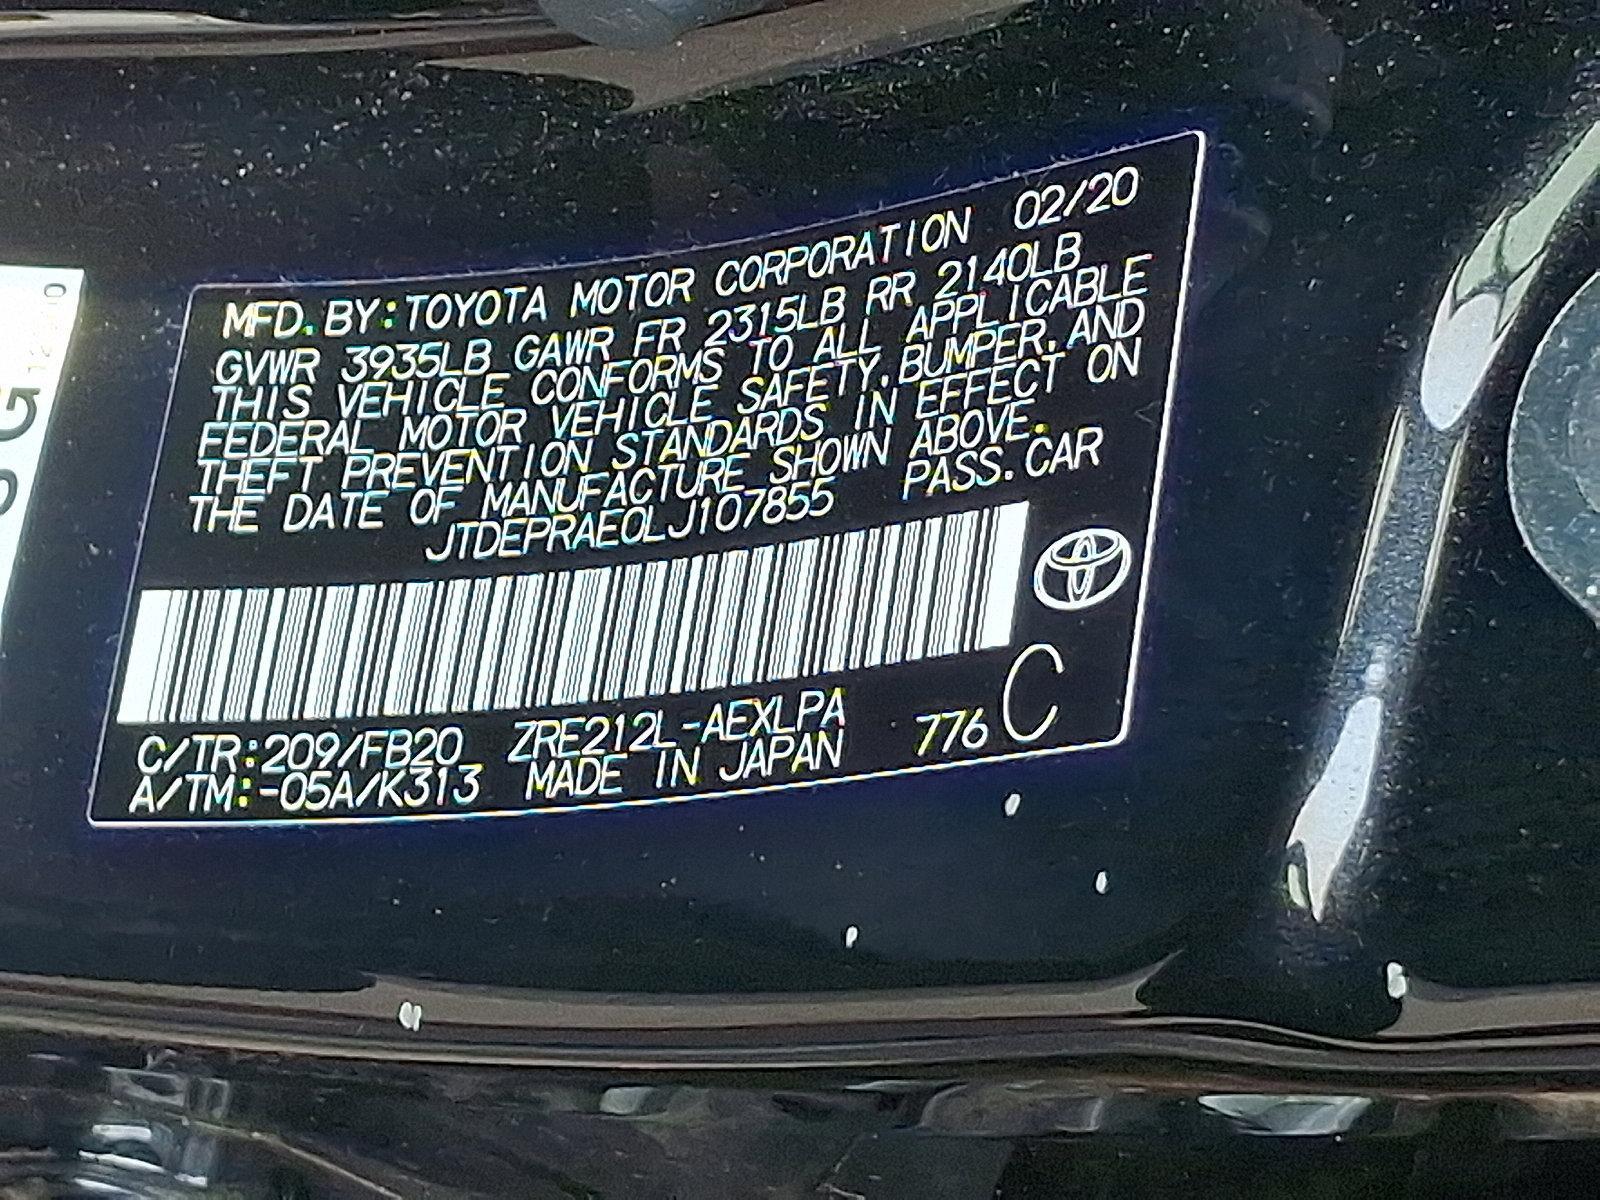 MFD. BY: TOYOTA MOTOR CORPORATION 02/20
GVWR 3935LB GAWR FR 2315LB RR 2140LB
THIS VEHICLE CONFORMS TO ALL APPLICABLE
FEDERAL MOTOR VEHICLE SAFETY, BUMPER, AND
THEFT PREVENTION STANDARDS IN EFFECT ON
THE DATE OF MANUFACTURE SHOWN ABOVE.
JTDEPRAE0LJ107855 PASS. CAR
C/TR:209/FB20 ZRE212L-AEXLPA 776 C
A/TM:-05A/K313 MADE IN JAPAN